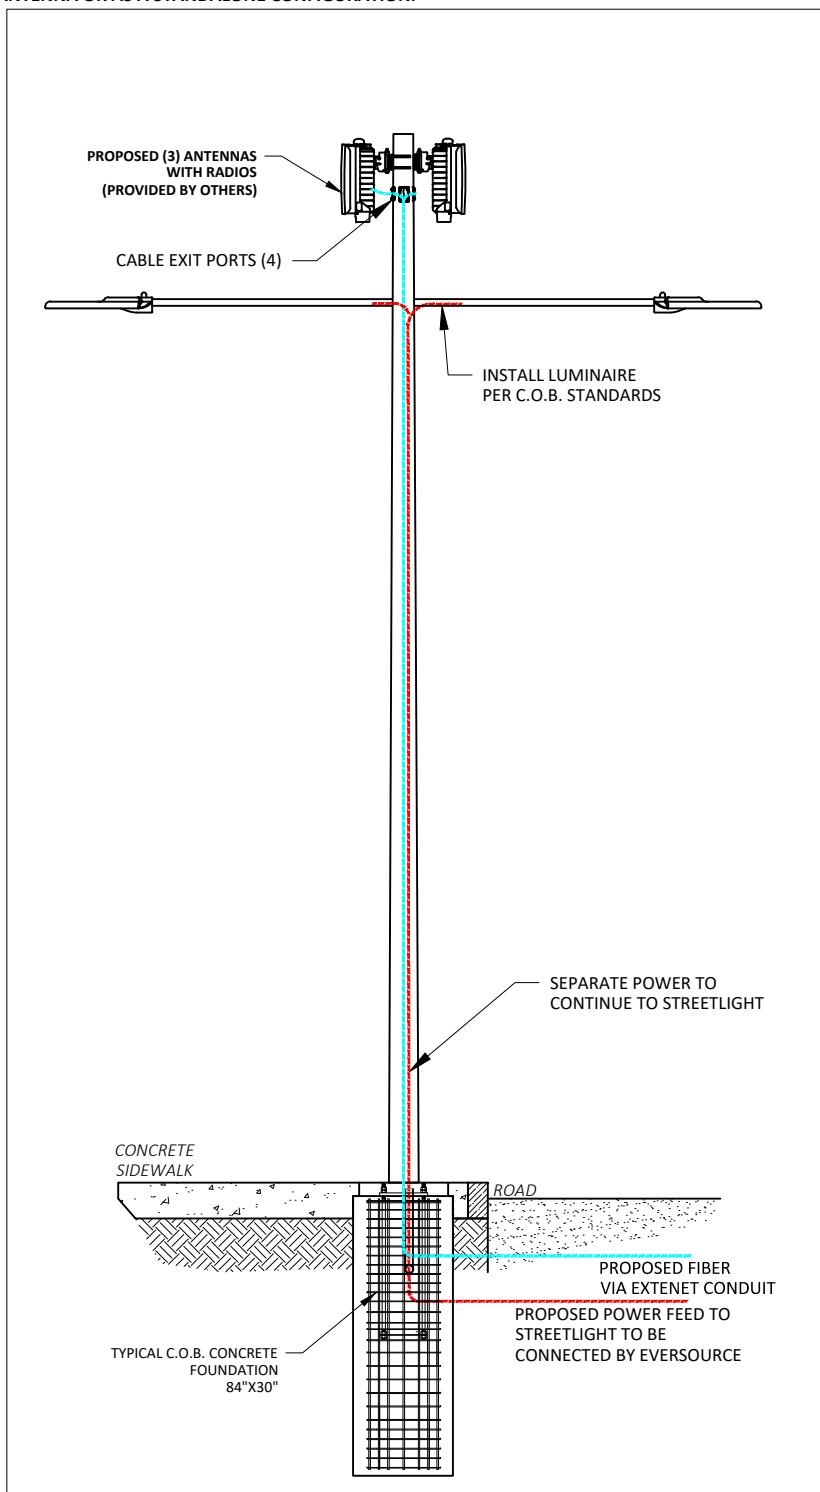 PROPOSED (3) ANTENNAS
WITH RADIOS
(PROVIDED BY OTHERS)
CABLE EXIT PORTS (4)
INSTALL LUMINAIRE
PER C.O.B. STANDARDS
SEPARATE POWER TO
CONTINUE TO STREETLIGHT
CONCRETE
SIDEWALK
ROAD
PROPOSED FIBER
VIA EXTENET CONDUIT
PROPOSED POWER FEED TO
STREETLIGHT TO BE
CONNECTED BY EVERSOURCE
TYPICAL C.O.B. CONCRETE
FOUNDATION
84"X30"